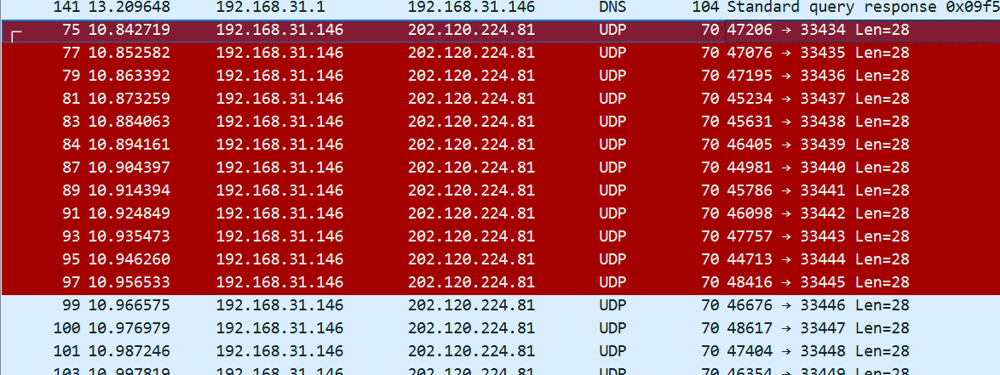 141 13.209648 192.168.31.1 192.168.31.146 DNS 104 Standard query response 0x09f5
75 10.842719 192.168.31.146 202.120.224.81 UDP 70 47206 → 33434 Len=28
77 10.852582 192.168.31.146 202.120.224.81 UDP 70 47076 → 33435 Len=28
79 10.863392 192.168.31.146 202.120.224.81 UDP 70 47195 → 33436 Len=28
81 10.873259 192.168.31.146 202.120.224.81 UDP 70 45234 → 33437 Len=28
83 10.884063 192.168.31.146 202.120.224.81 UDP 70 45631 → 33438 Len=28
84 10.894161 192.168.31.146 202.120.224.81 UDP 70 46405 → 33439 Len=28
87 10.904397 192.168.31.146 202.120.224.81 UDP 70 44981 → 33440 Len=28
89 10.914394 192.168.31.146 202.120.224.81 UDP 70 45786 → 33441 Len=28
91 10.924849 192.168.31.146 202.120.224.81 UDP 70 46098 → 33442 Len=28
93 10.935473 192.168.31.146 202.120.224.81 UDP 70 47757 → 33443 Len=28
95 10.946260 192.168.31.146 202.120.224.81 UDP 70 44713 → 33444 Len=28
97 10.956533 192.168.31.146 202.120.224.81 UDP 70 48416 → 33445 Len=28
99 10.966575 192.168.31.146 202.120.224.81 UDP 70 46676 → 33446 Len=28
100 10.976979 192.168.31.146 202.120.224.81 UDP 70 48617 → 33447 Len=28
101 10.987246 192.168.31.146 202.120.224.81 UDP 70 47404 → 33448 Len=28
103 10.997819 192.168.31.146 202.120.224.81 UDP 70 46354 → 33449 Len=28